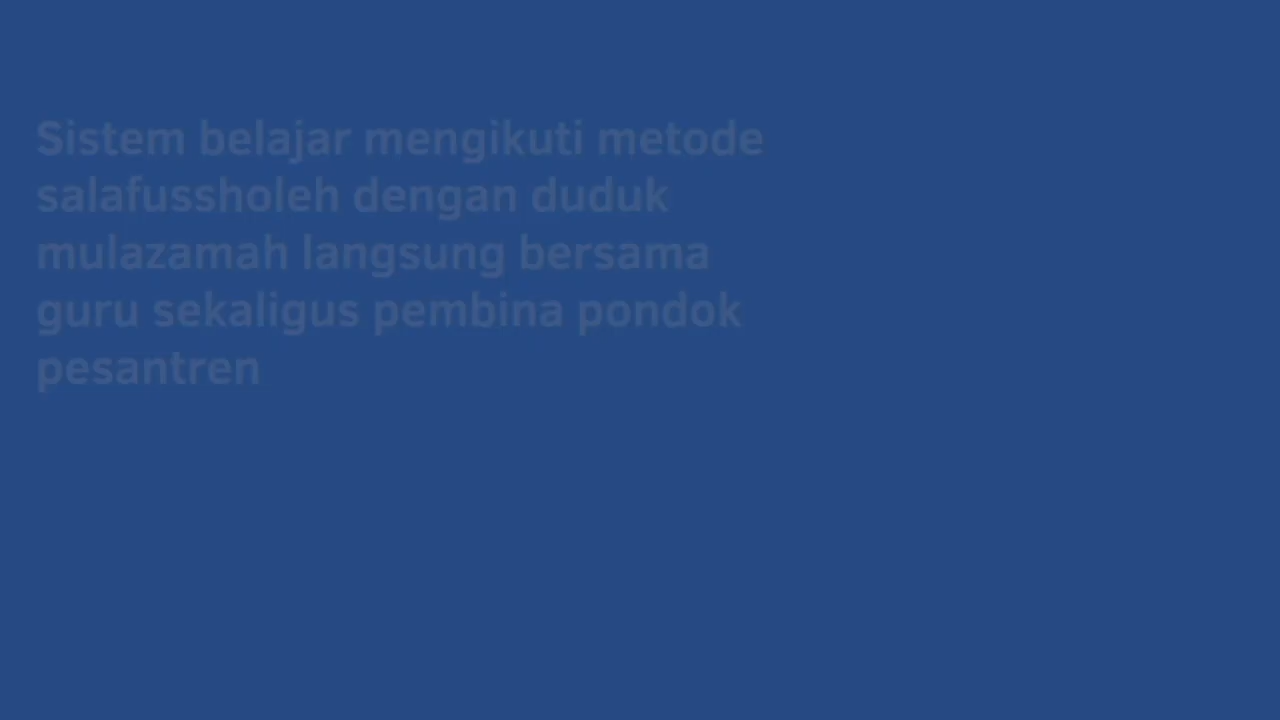 Sistem belajar mengikuti metode
salafussholeh dengan duduk
mulazamah langsung bersama
guru sekaligus pembina pondok
pesantren